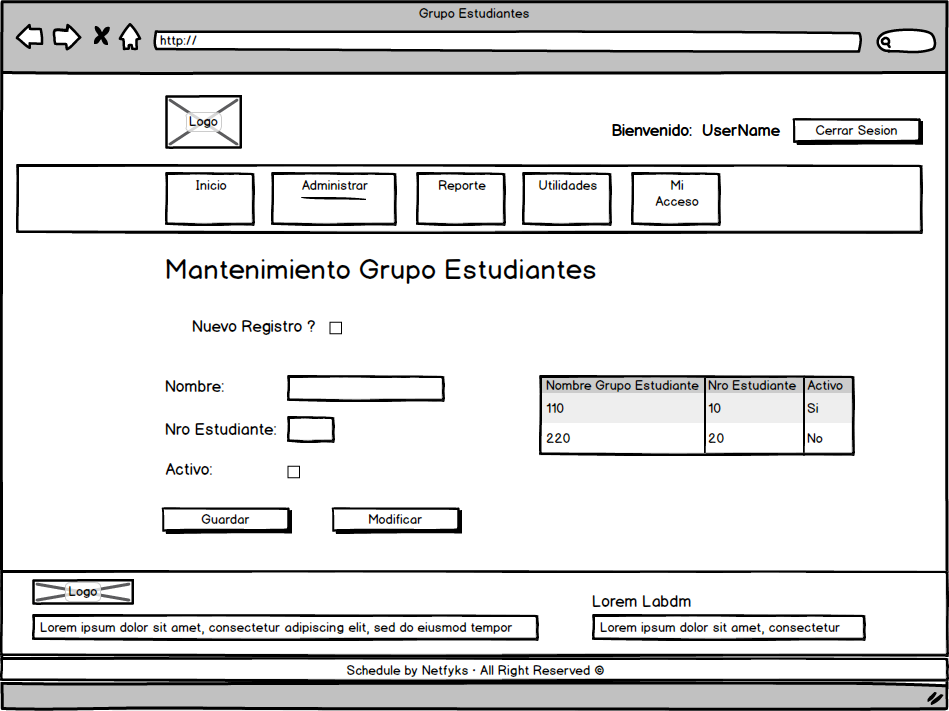 Grupo Estudiantes
http://
Logo
Bienvenido: UserName
Cerrar Sesion
Inicio
Administrar
Reporte
Utilidades
Mi
Acceso
Mantenimiento Grupo Estudiantes
Nuevo Registro ?
Nombre:
Nro Estudiante:
Activo:
Guardar
Modificar
Nombre Grupo Estudiante Nro Estudiante Activo
110 10 Si
220 20 No
Logo
Lorem ipsum dolor sit amet, consectetur adipiscing elit, sed do eiusmod tempor
Lorem Labdm
Lorem ipsum dolor sit amet, consectetur
Schedule by Netfyks · All Right Reserved ©